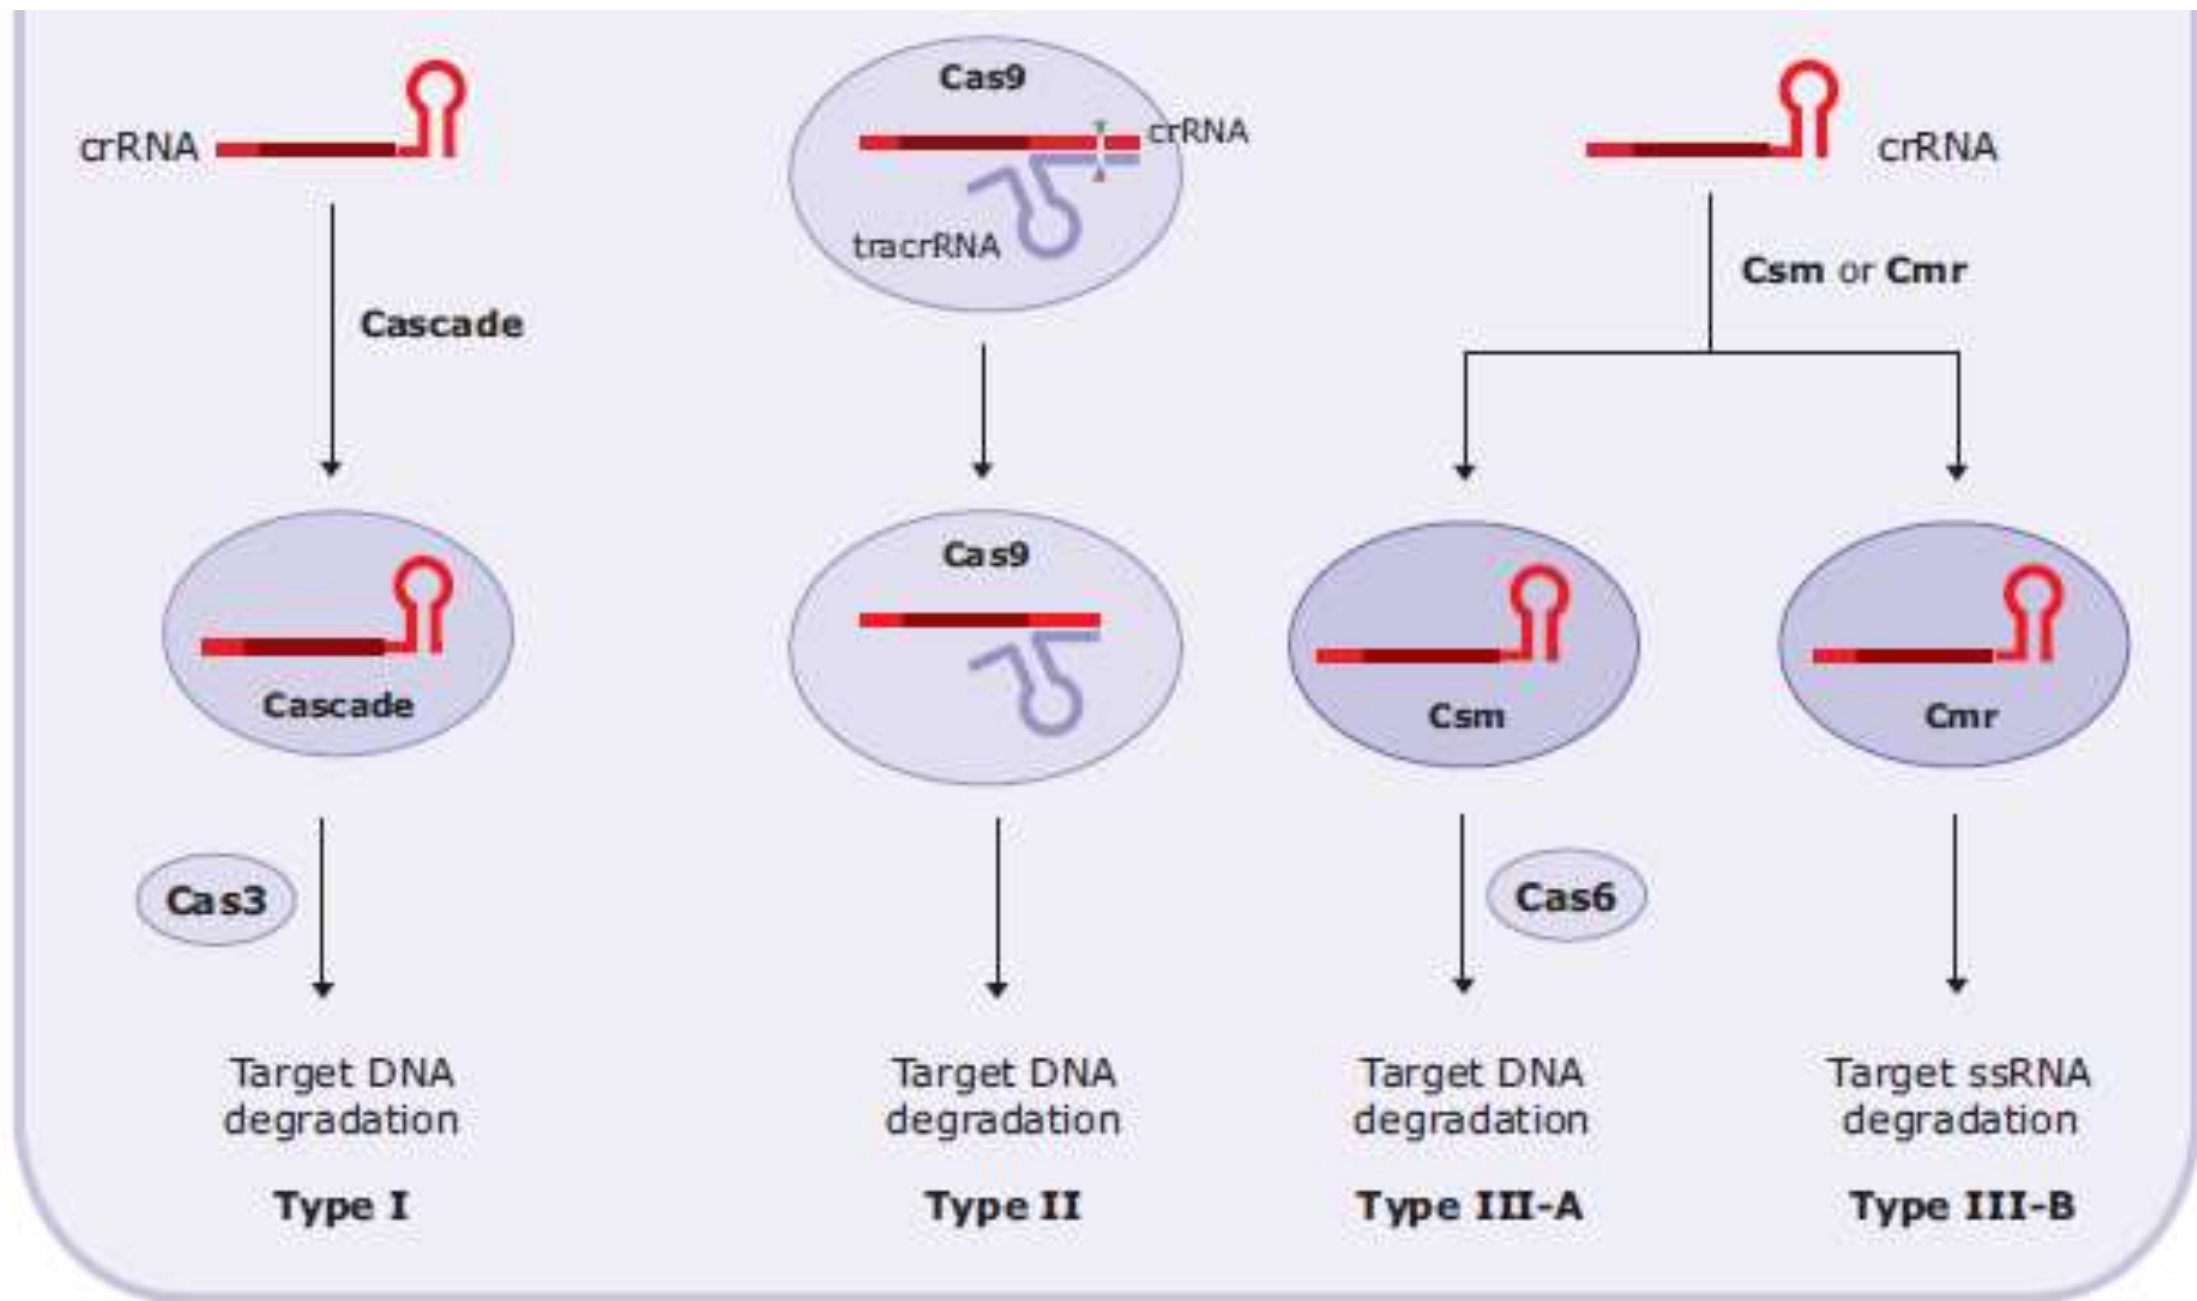 Cas9
crRNA
crRNA
crRNA
tracrRNA
Csm or Cmr
Cascade
Cas9
Cascade
Csm
Cmr
Cas3
Cas6
Target DNA
degradation
Target DNA
degradation
Target DNA
degradation
Target ssRNA
degradation
Type I
Type II
Type III-A
Type III-B